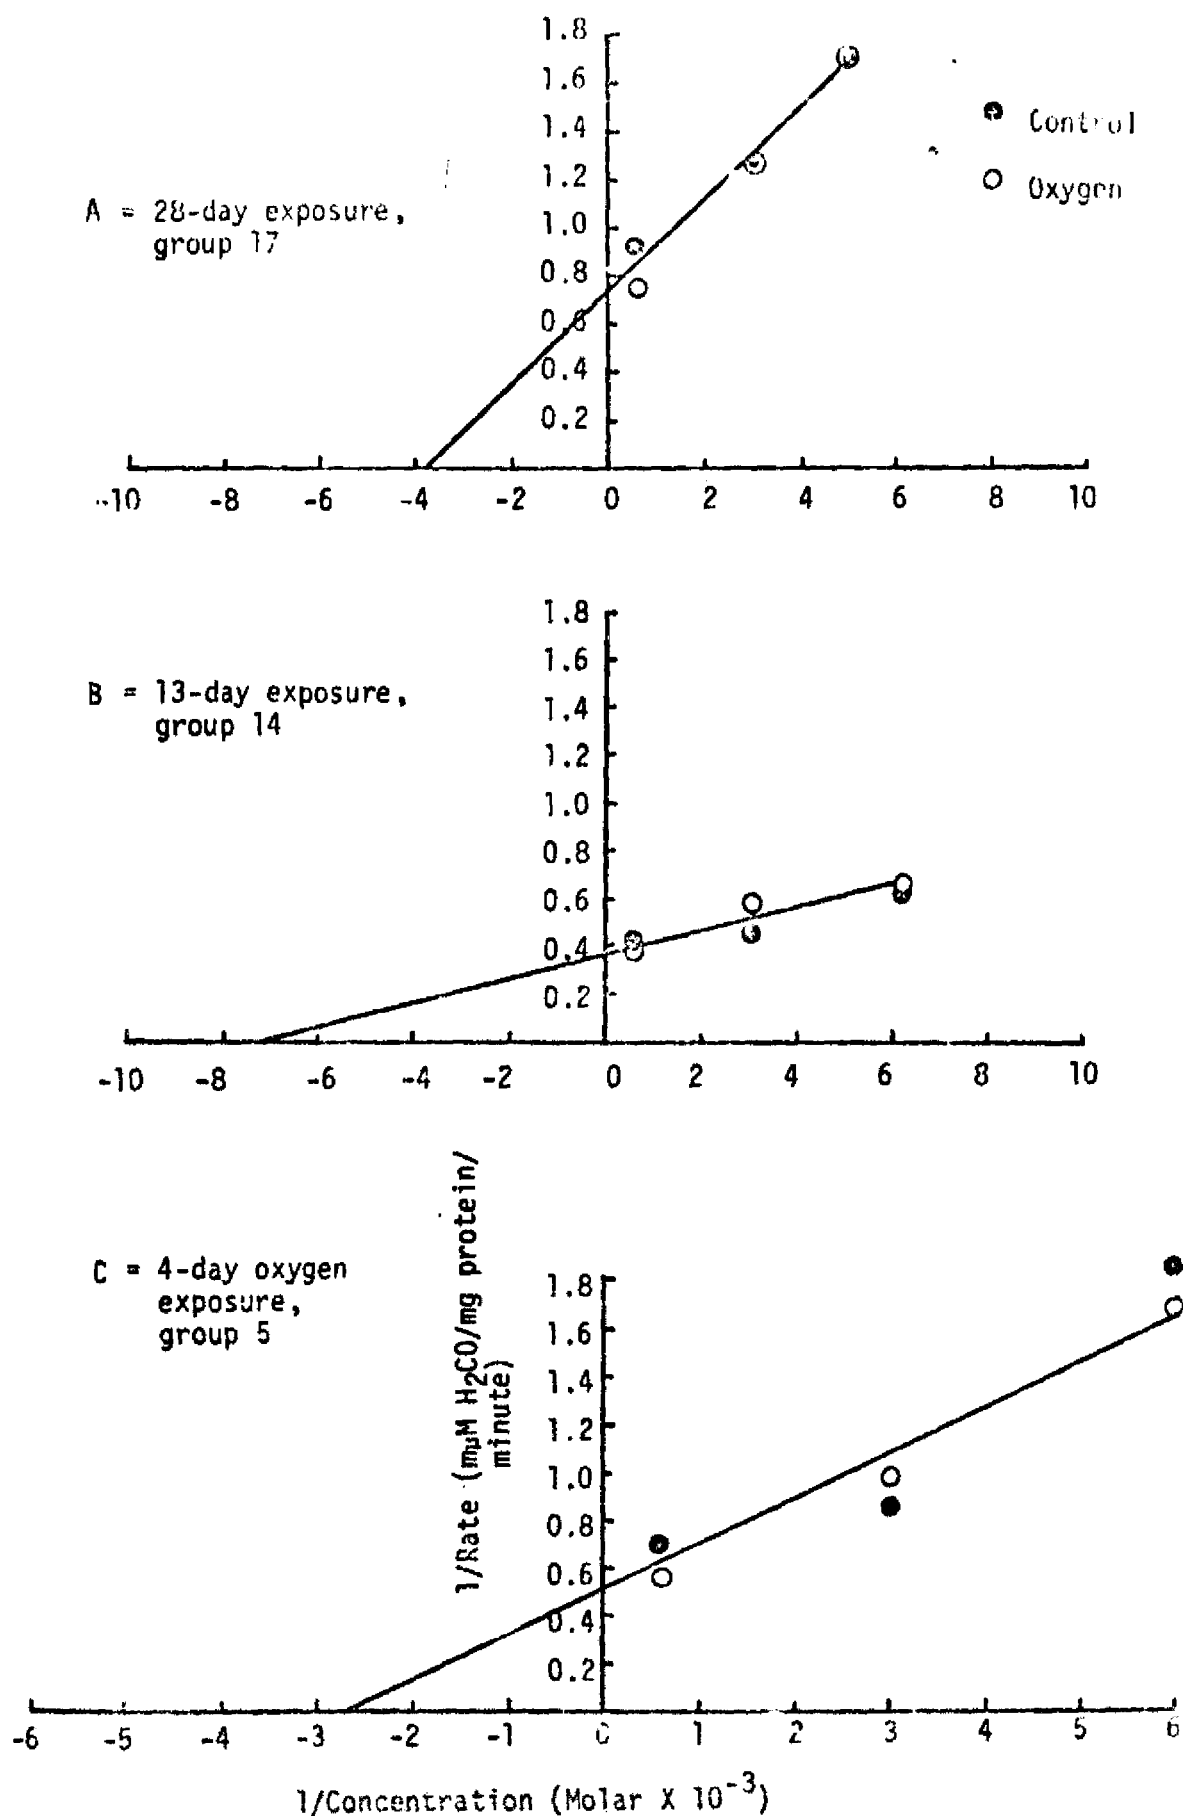 1.8
1.6
1.4
1.2
1.0
0.8
0.6
0.4
0.2
Control
Oxygen
A = 28-day exposure,
group 17
-10 -8 -6 -4 -2 0 2 4 6 8 10
1.8
1.6
1.4
1.2
1.0
0.8
0.6
0.4
0.2
B = 13-day exposure,
group 14
-10 -8 -6 -4 -2 0 2 4 6 8 10
1/Rate (mµM H2CO/mg protein/
minute)
C = 4-day oxygen
exposure,
group 5
1.8
1.6
1.4
1.2
1.0
0.8
0.6
0.4
0.2
-6 -5 -4 -3 -2 -1 0 1 2 3 4 5 6
1/Concentration (Molar X 10-3)